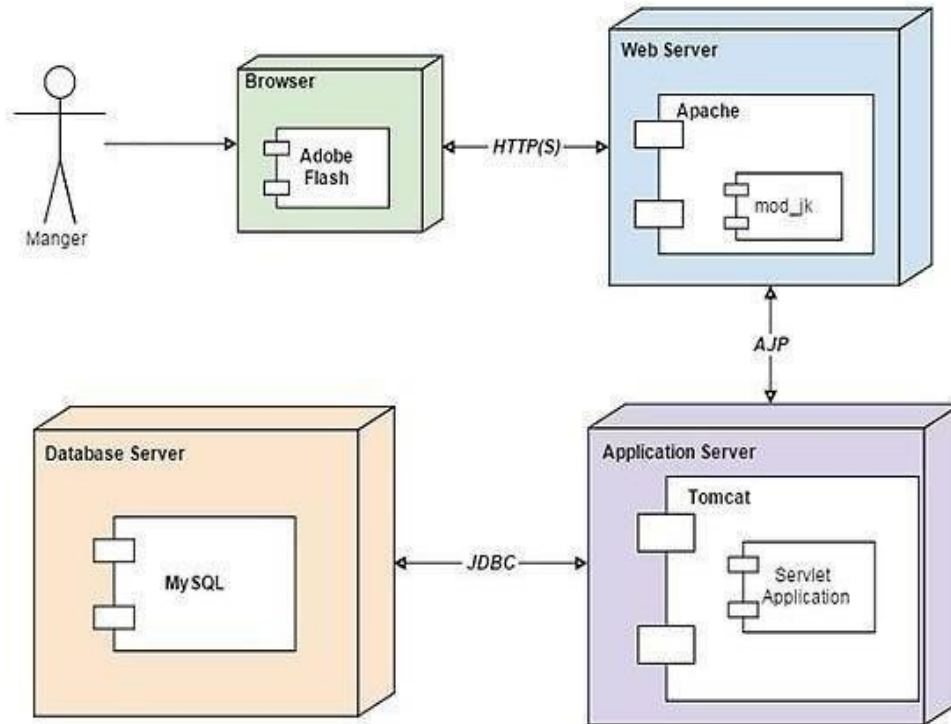 Manger
Browser
Adobe
Flash
HTTP(S)
Web Server
Apache
mod_jk
AJP
Database Server
MySQL
JDBC
Application Server
Tomcat
Servlet
Application